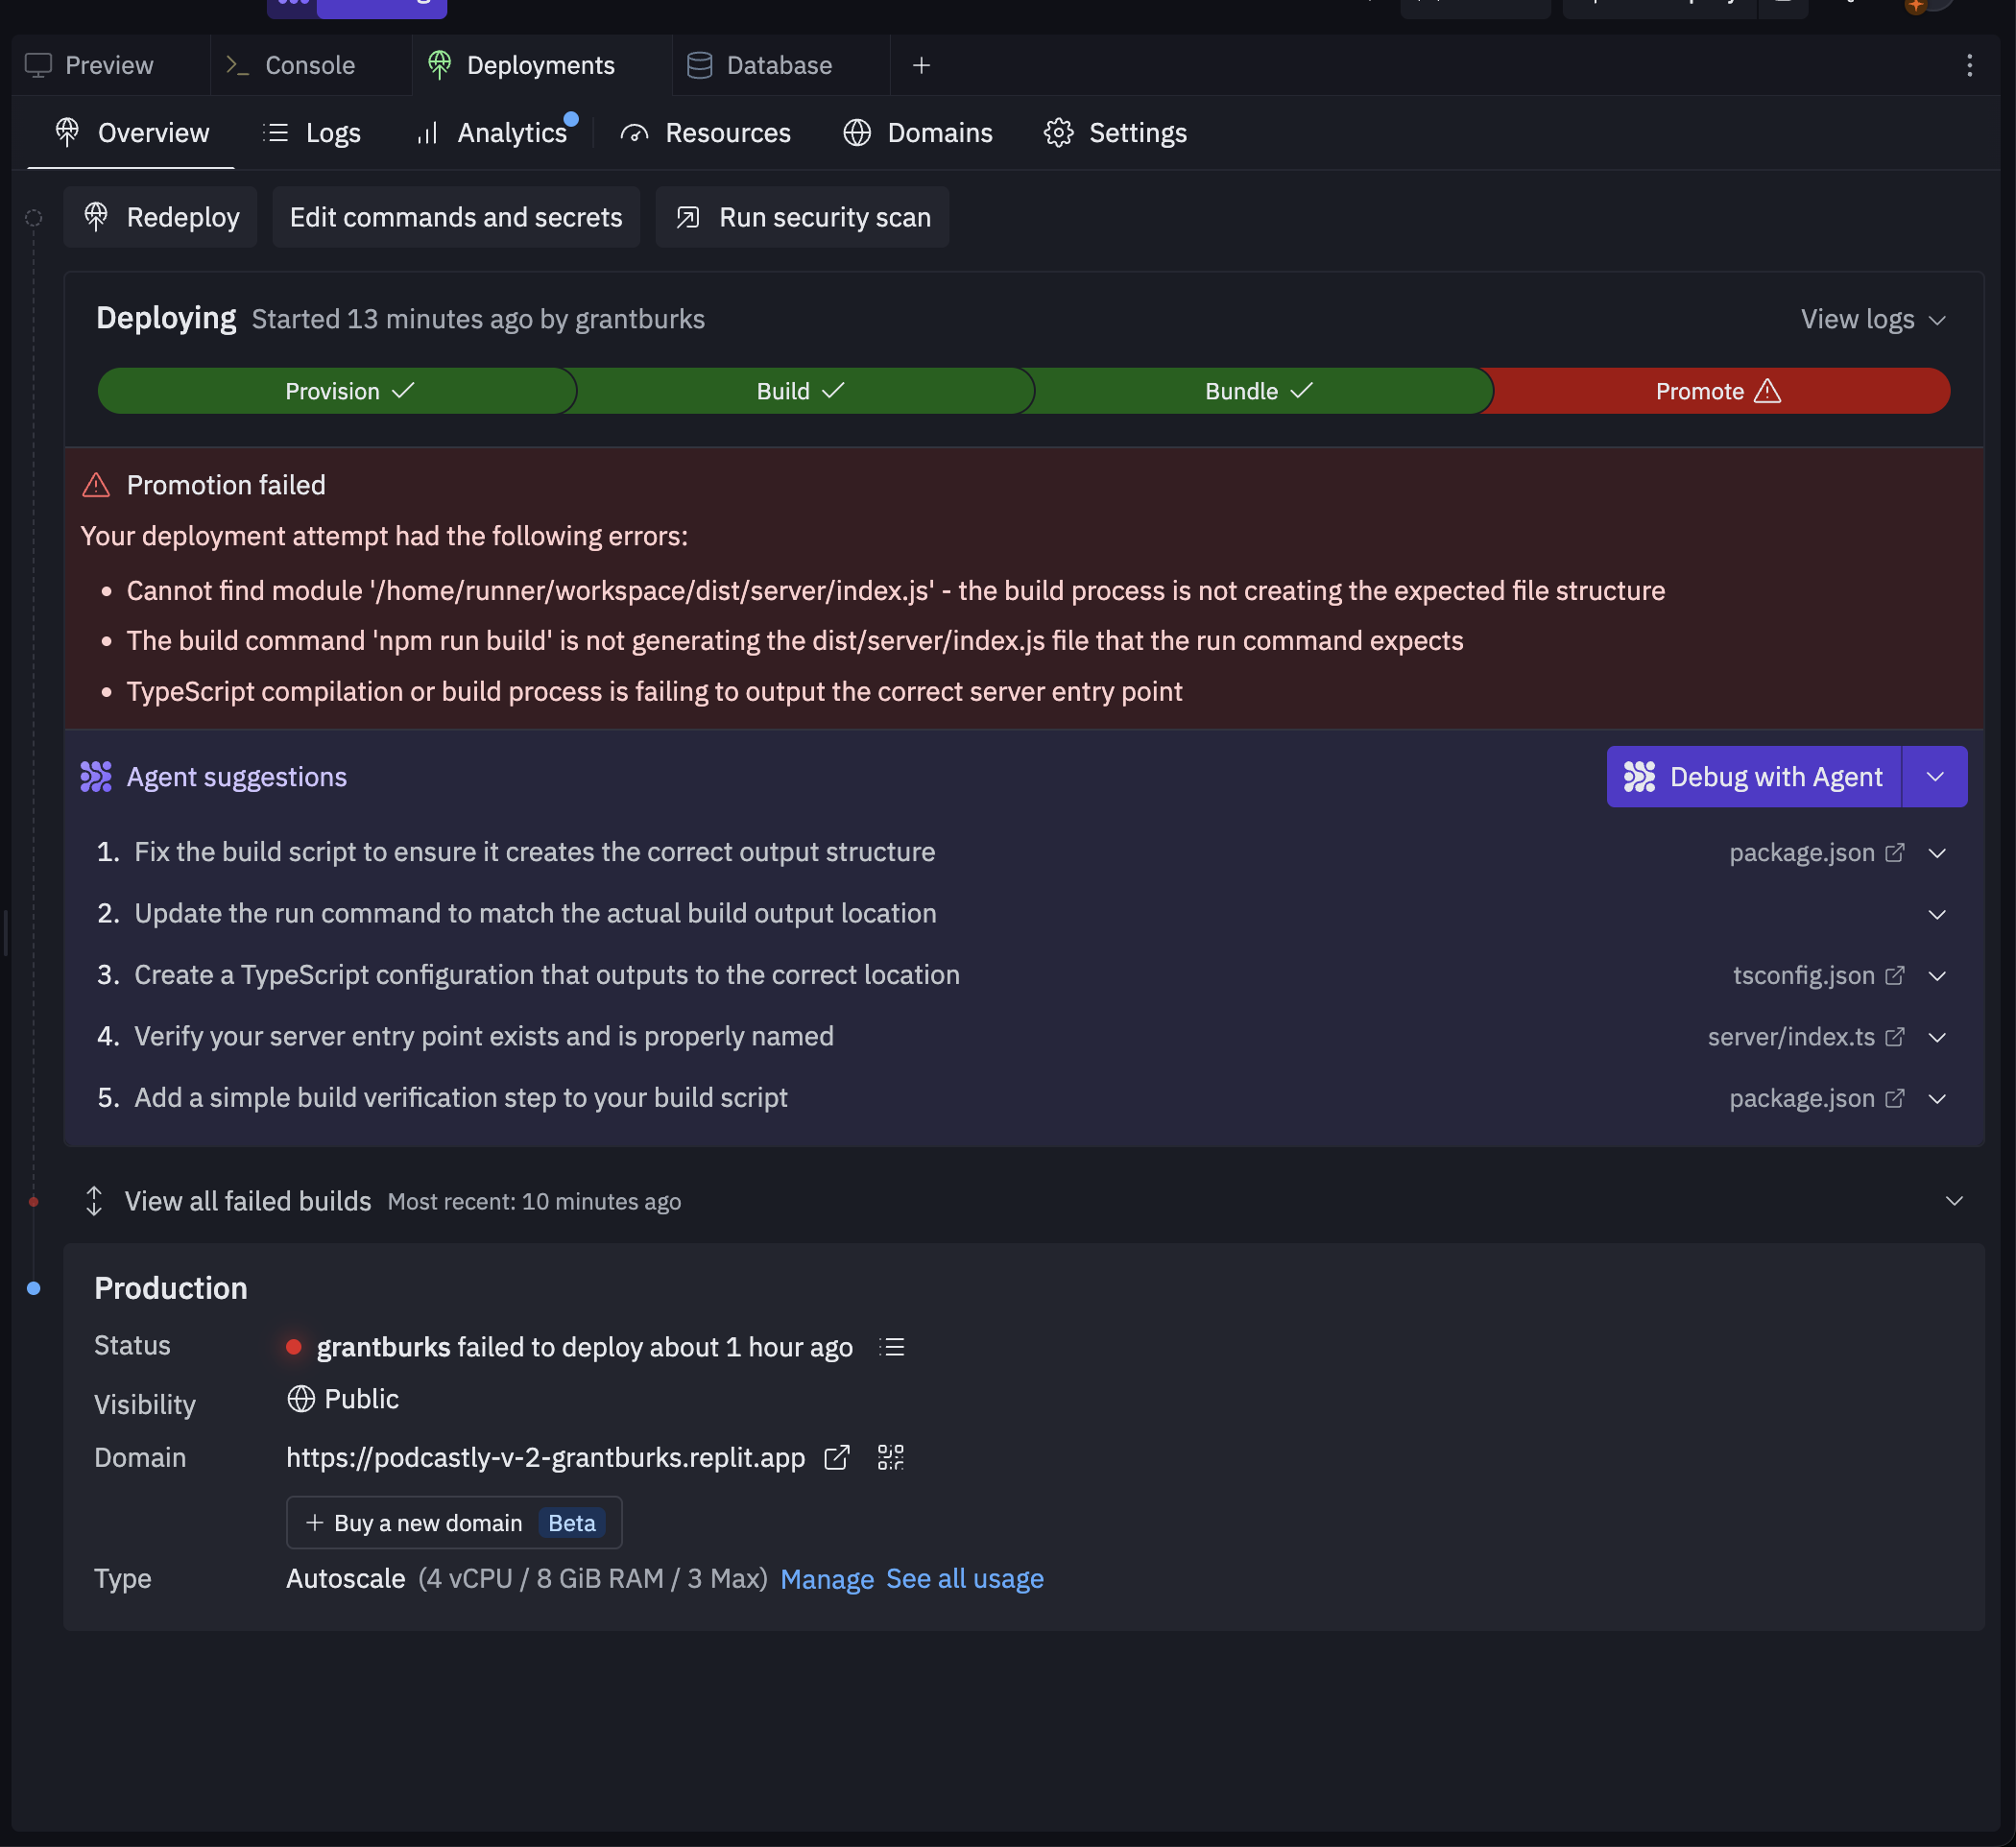 Preview
Console
Deployments
Database
Overview
Logs
Analytics
Resources
Domains
Settings
Redeploy
Edit commands and secrets
Run security scan
Deploying Started 13 minutes ago by grantburks
View logs
Provision
Build
Bundle
Promote
Promotion failed
Your deployment attempt had the following errors:
• Cannot find module '/home/runner/workspace/dist/server/index.js' - the build process is not creating the expected file structure
• The build command 'npm run build' is not generating the dist/server/index.js file that the run command expects
• TypeScript compilation or build process is failing to output the correct server entry point
Agent suggestions
Debug with Agent
1. Fix the build script to ensure it creates the correct output structure
package.json
2. Update the run command to match the actual build output location
3. Create a TypeScript configuration that outputs to the correct location
tsconfig.json
4. Verify your server entry point exists and is properly named
server/index.ts
5. Add a simple build verification step to your build script
package.json
View all failed builds Most recent: 10 minutes ago
Production
Status
grantburks failed to deploy about 1 hour ago
Visibility
Public
Domain
https://podcastly-v-2-grantburks.replit.app
+ Buy a new domain Beta
Type
Autoscale (4 vCPU / 8 GiB RAM / 3 Max) Manage See all usage